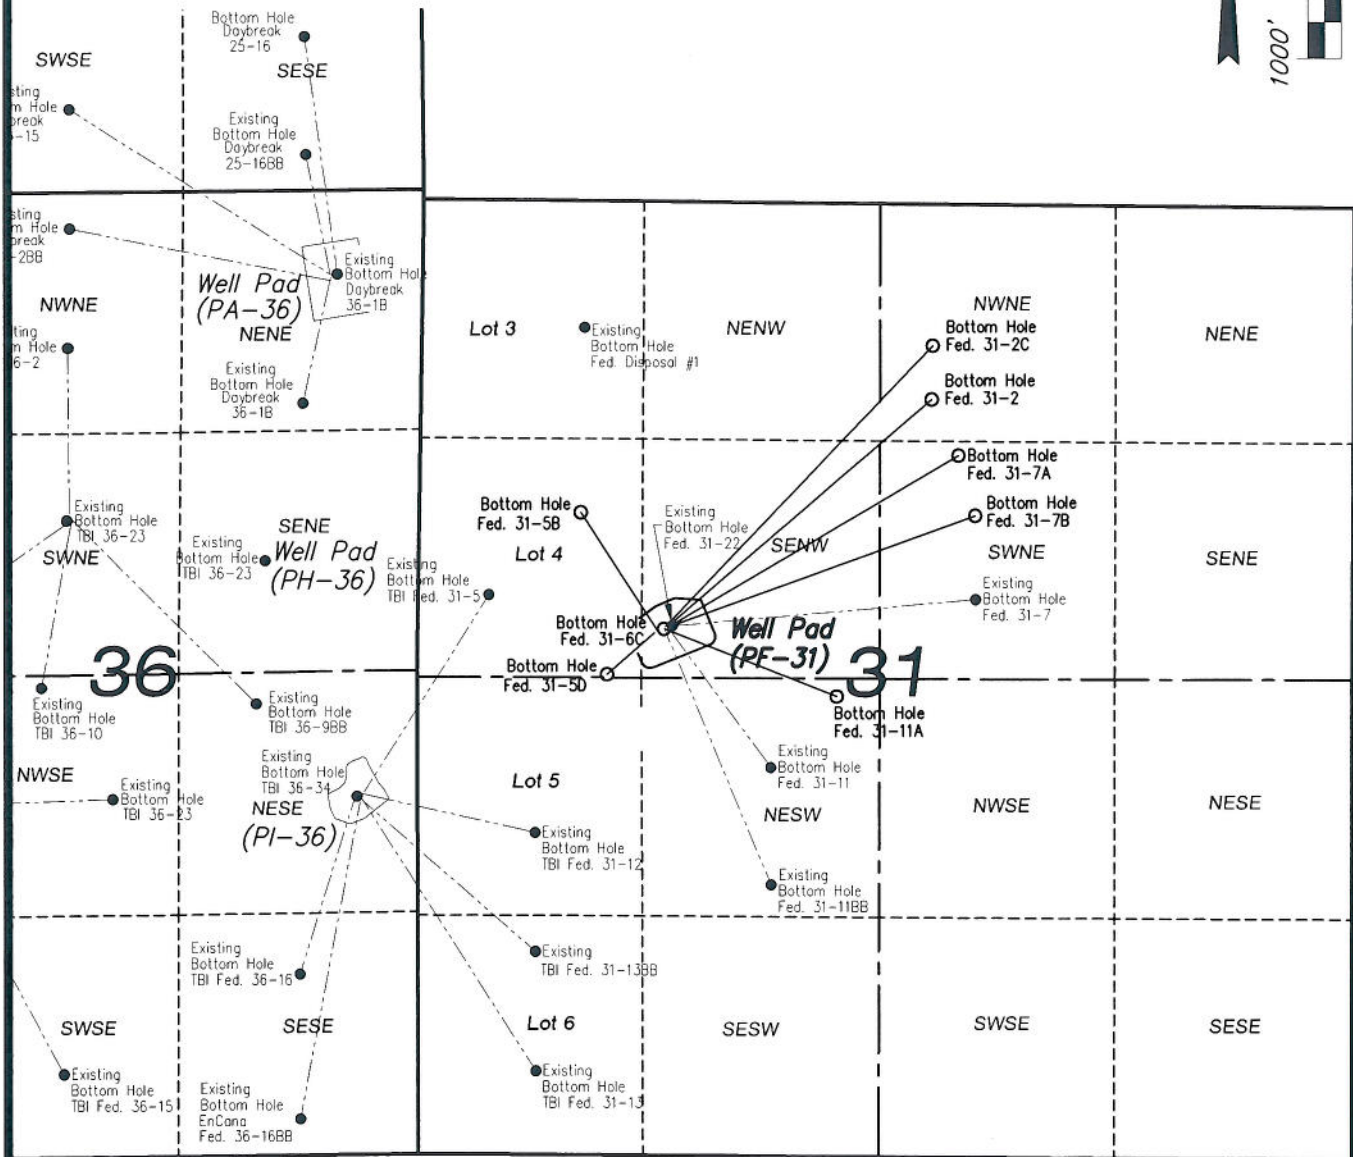 Bottom Hole
Daybreak
25-16
SWSE
SESE
m Hole
-15
Existing
Bottom Hole
Daybreak
25-16BB
1000'
m Hole
-2BB
NWNE
Well Pad
(PA-36)
NENE
Existing
Bottom Hole
Daybreak
36-1B
m Hole
6-2
Existing
Bottom Hole
Daybreak
36-1B
Lot 3
Existing
Bottom Hole
Fed. Disposal #1
NENW
NWNE
Bottom Hole
Fed. 31-2C
Bottom Hole
Fed. 31-2
NENE
Existing
Bottom Hole
TBI 36-23
SWNE
SENE
Existing
Bottom Hole
TBI 36-23
Well Pad
(PH-36)
Existing
Bottom Hole
TBI Fed. 31-5
Bottom Hole
Fed. 31-5B
Lot 4
Existing
Bottom Hole
Fed. 31-22
SENW
Bottom Hole
Fed. 31-7A
Bottom Hole
Fed. 31-7B
SWNE
Existing
Bottom Hole
Fed. 31-7
SENE
Bottom Hole
Fed. 31-6C
Well Pad
(PF-31)
Bottom Hole
Fed. 31-5D
36
31
Bottom Hole
Fed. 31-11A
Existing
Bottom Hole
TBI 36-10
Existing
Bottom Hole
TBI 36-9BB
NWSE
Existing
Bottom Hole
TBI 36-23
Existing
Bottom Hole
TBI 36-34
NESE
(PI-36)
Lot 5
Existing
Bottom Hole
TBI Fed. 31-12
Existing
Bottom Hole
Fed. 31-11
NESW
NWSE
NESE
Existing
Bottom Hole
Fed. 31-11BB
Existing
Bottom Hole
TBI Fed. 36-16
Existing
TBI Fed. 31-13BB
SWSE
SESE
Lot 6
SESW
SWSE
SESE
Existing
Bottom Hole
TBI Fed. 36-15
Existing
Bottom Hole
EnCana
Fed. 36-16BB
Existing
Bottom Hole
TBI Fed. 31-13